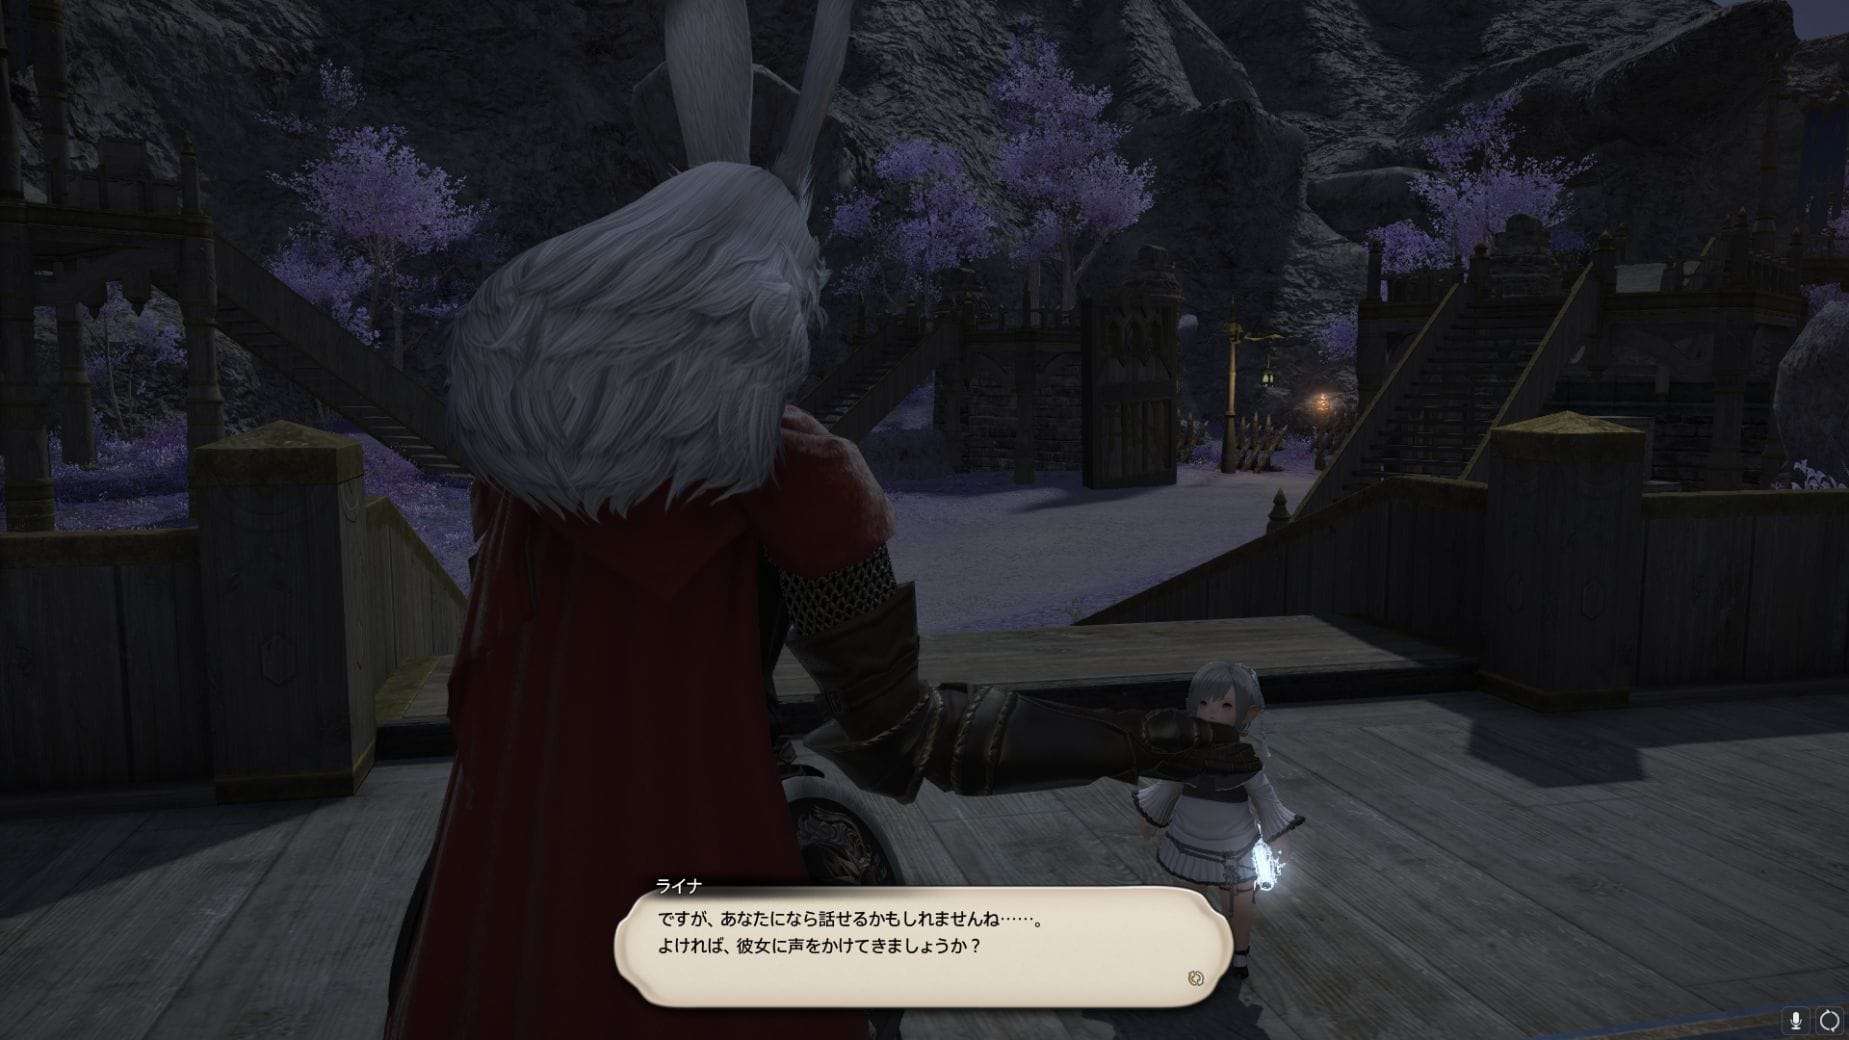 ライナ
ですが、あなたになら話せるかもしれませんね……。
よければ、彼女に声をかけてきましょうか？